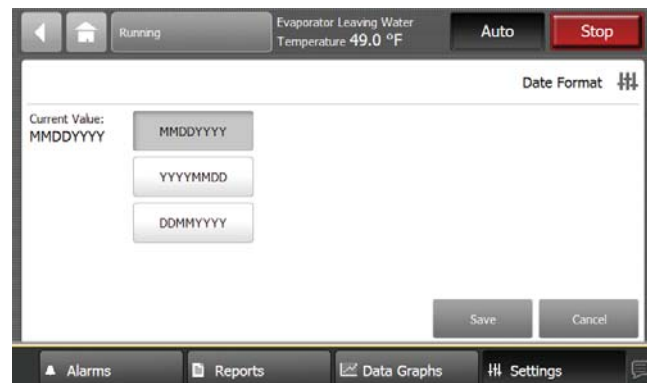 Running
Evaporator Leaving Water
Temperature 49.0 °F
Auto
Stop
Date Format
Current Value:
MMDDYYYY
MMDDYYYY
YYYYMMDD
DDMMYYYY
Save
Cancel
Alarms
Reports
Data Graphs
Settings